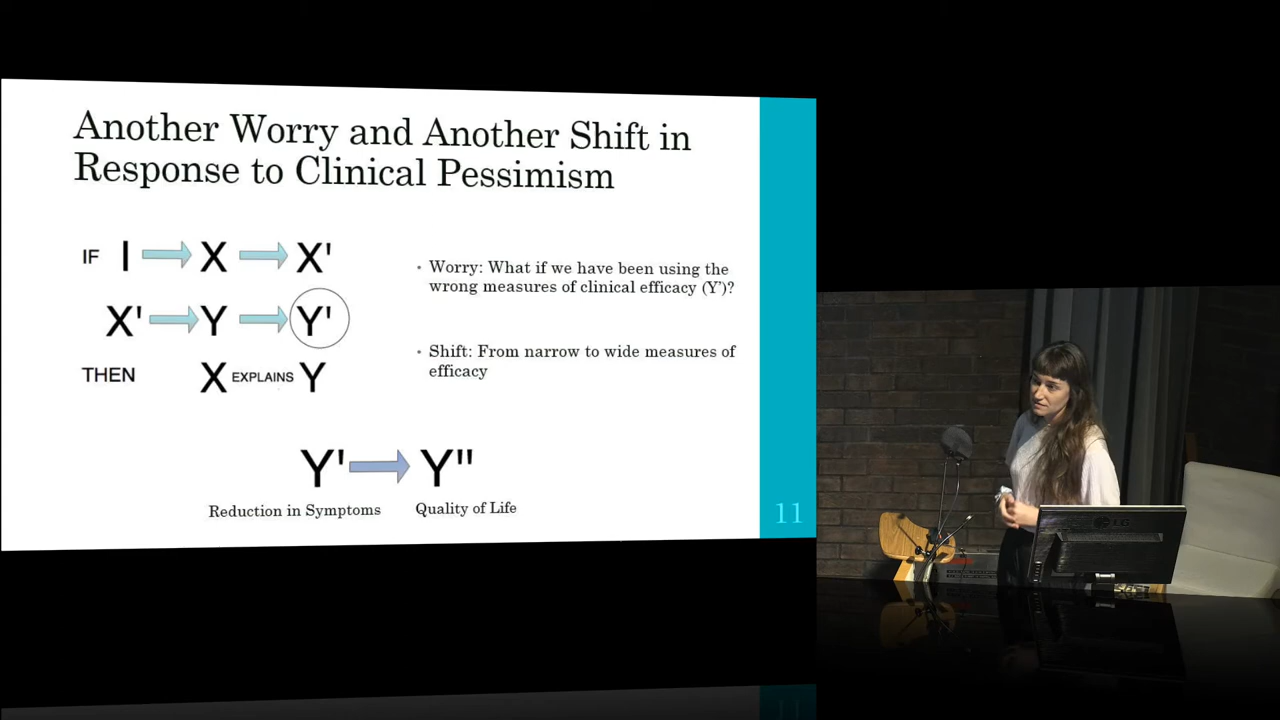 Another Worry and Another Shift in
Response to Clinical Pessimism
IF I X X'
X' Y Y'
THEN X EXPLAINS Y
• Worry: What if we have been using the
wrong measures of clinical efficacy (Y')?
• Shift: From narrow to wide measures of
efficacy
Y' Y"
Reduction in Symptoms Quality of Life
11
LG